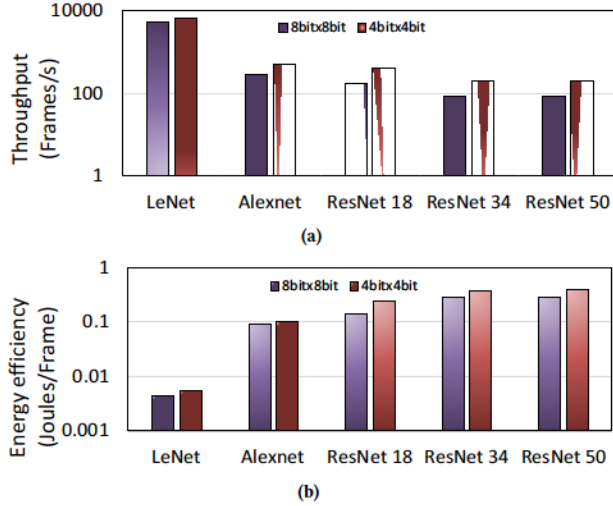 10000
8bitx8bit 4bitx4bit
Throughput
(Frames/s)
100
1
LeNet Alexnet ResNet 18 ResNet 34 ResNet 50
(a)
1
8bitx8bit 4bitx4bit
Energy efficiency
(Joules/Frame)
0.1
0.01
0.001
LeNet Alexnet ResNet 18 ResNet 34 ResNet 50
(b)